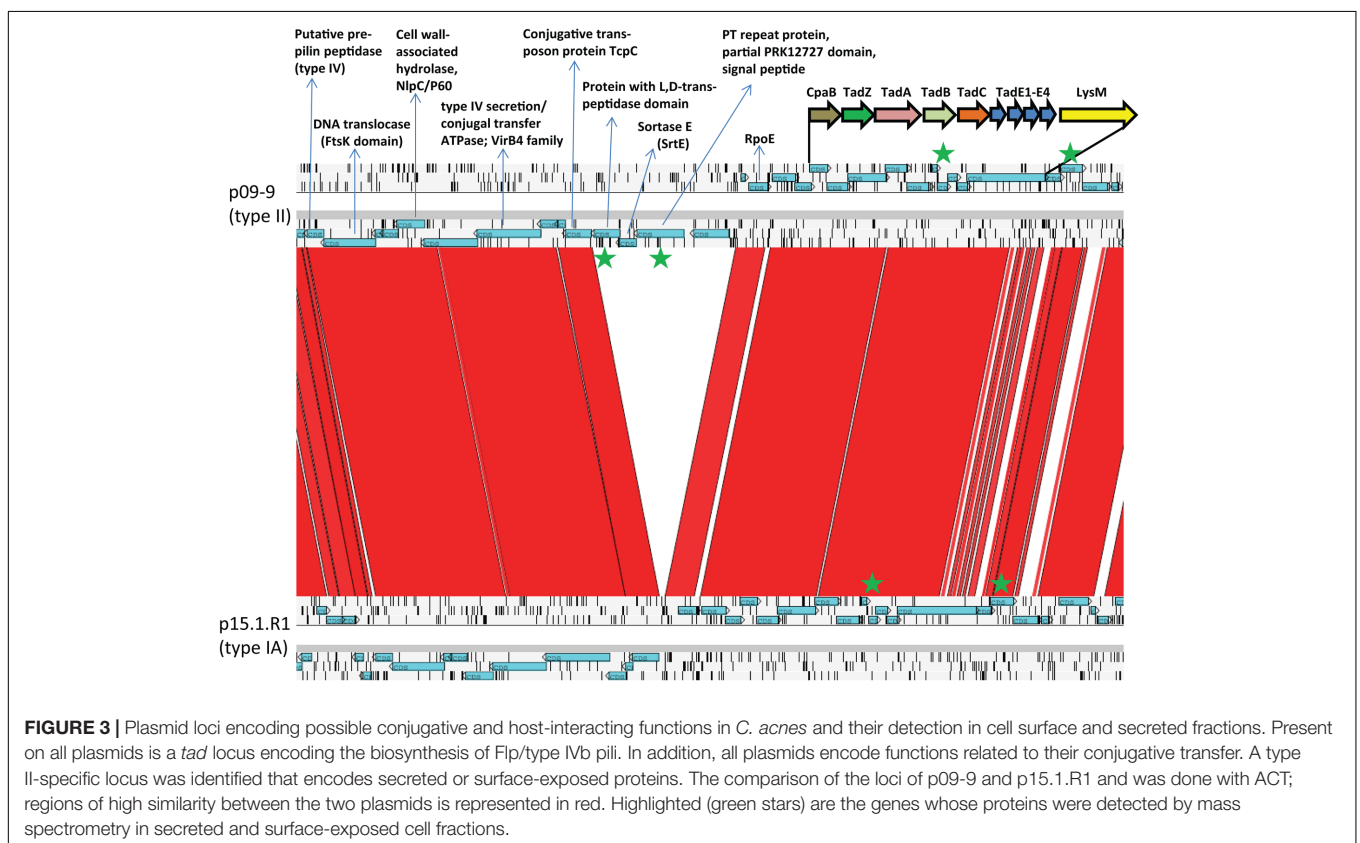 Putative pre-
pilin peptidase
(type IV)
Cell wall-
associated
hydrolase,
NlpC/P60
Conjugative trans-
poson protein TcpC
PT repeat protein,
partial PRK12727 domain,
signal peptide
DNA translocase
(FtsK domain)
type IV secretion/
conjugal transfer
ATPase; VirB4 family
Protein with L,D-trans-
peptidase domain
Sortase E
(SrtE)
RpoE
CpaB TadZ TadA TadB TadC TadE1-E4 LysM
p09-9
(type II)
p15.1.R1
(type IA)
FIGURE 3 | Plasmid loci encoding possible conjugative and host-interacting functions in C. acnes and their detection in cell surface and secreted fractions. Present
on all plasmids is a tad locus encoding the biosynthesis of Flp/type IVb pili. In addition, all plasmids encode functions related to their conjugative transfer. A type
II-specific locus was identified that encodes secreted or surface-exposed proteins. The comparison of the loci of p09-9 and p15.1.R1 and was done with ACT;
regions of high similarity between the two plasmids is represented in red. Highlighted (green stars) are the genes whose proteins were detected by mass
spectrometry in secreted and surface-exposed cell fractions.